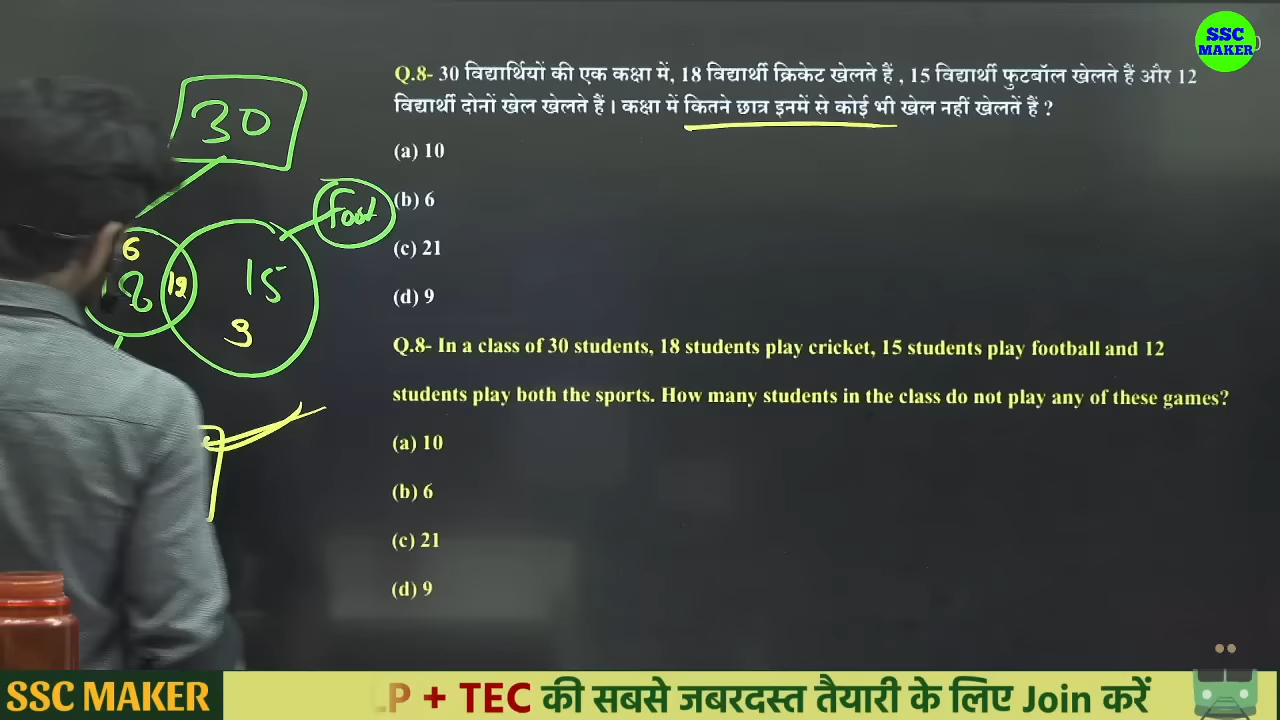 SSC
MAKER
30
Q.8- 30 विद्यार्थियों की एक कक्षा में, 18 विद्यार्थी क्रिकेट खेलते हैं , 15 विद्यार्थी फुटबॉल खेलते हैं और 12
विद्यार्थी दोनों खेल खेलते हैं । कक्षा में कितने छात्र इनमें से कोई भी खेल नहीं खेलतें हैं ?
(a) 10
(b) 6
(c) 21
(d) 9
Foot
6
8
12
15
3
Q.8- In a class of 30 students, 18 students play cricket, 15 students play football and 12
students play both the sports. How many students in the class do not play any of these games?
(a) 10
(b) 6
(c) 21
(d) 9
SSC MAKER
P + TEC की सबसे जबरदस्त तैयारी के लिए Join करें